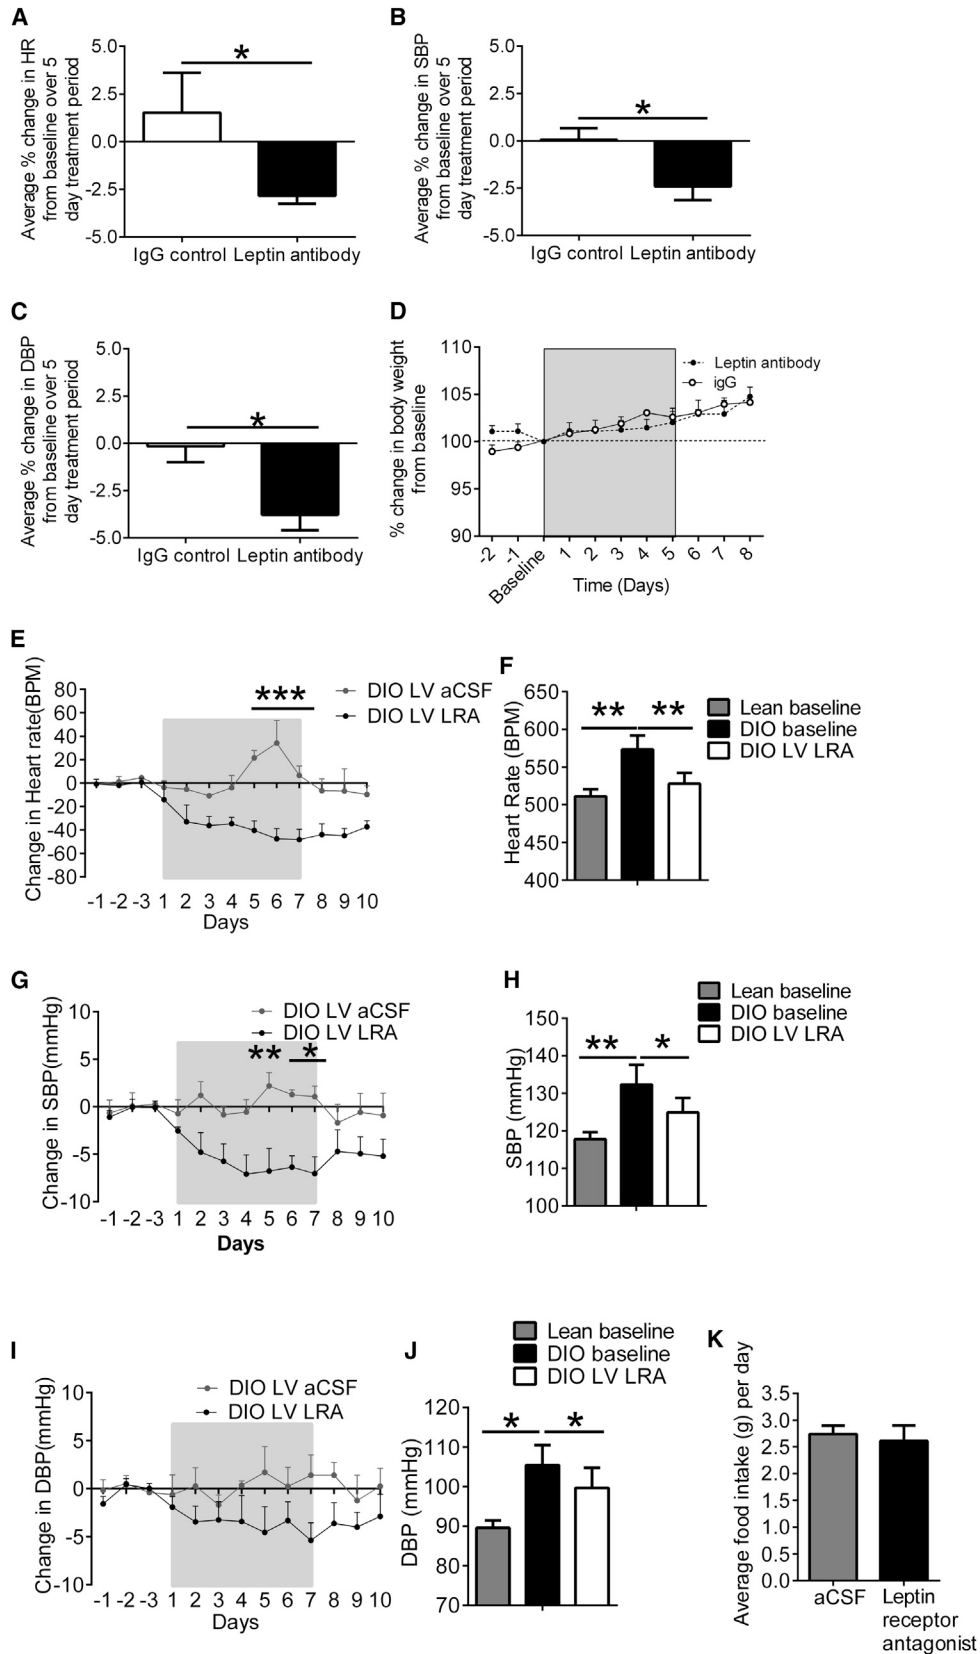 A
Average % change in HR
from baseline over 5
day treatment period
5.0
2.5
0.0
-2.5
-5.0
*
IgG control Leptin antibody
B
Average % change in SBP
from baseline over 5
day treatment period
5.0
2.5
0.0
-2.5
-5.0
*
IgG control Leptin antibody
C
Average % change in DBP
from baseline over 5
day treatment period
5.0
2.5
0.0
-2.5
-5.0
*
IgG control Leptin antibody
D
% change in body weight
from baseline
110
105
100
95
90
Leptin antibody
igG
-2 -1 Baseline 1 2 3 4 5 6 7 8
Time (Days)
E
Change in Heart rate(BPM)
80
60
40
20
0
-20
-40
-60
-80
***
DIO LV aCSF
DIO LV LRA
-1 -2 -3 1 2 3 4 5 6 7 8 9 10
Days
F
Heart Rate (BPM)
650
600
550
500
450
400
** **
Lean baseline
DIO baseline
DIO LV LRA
G
Change in SBP(mmHg)
10
5
0
-5
-10
DIO LV aCSF
DIO LV LRA
** *
-1 -2 -3 1 2 3 4 5 6 7 8 9 10
Days
H
SBP (mmHg)
150
140
130
120
110
100
** *
Lean baseline
DIO baseline
DIO LV LRA
I
Change in DBP(mmHg)
10
5
0
-5
-10
DIO LV aCSF
DIO LV LRA
-1 -2 -3 1 2 3 4 5 6 7 8 9 10
Days
J
Lean baseline
DIO baseline
DIO LV LRA
DBP (mmHg)
120
110
100
90
80
70
* *
K
Average food intake (g) per day
3.5
3.0
2.5
2.0
1.5
1.0
0.5
0.0
aCSF
Leptin
receptor
antagonist